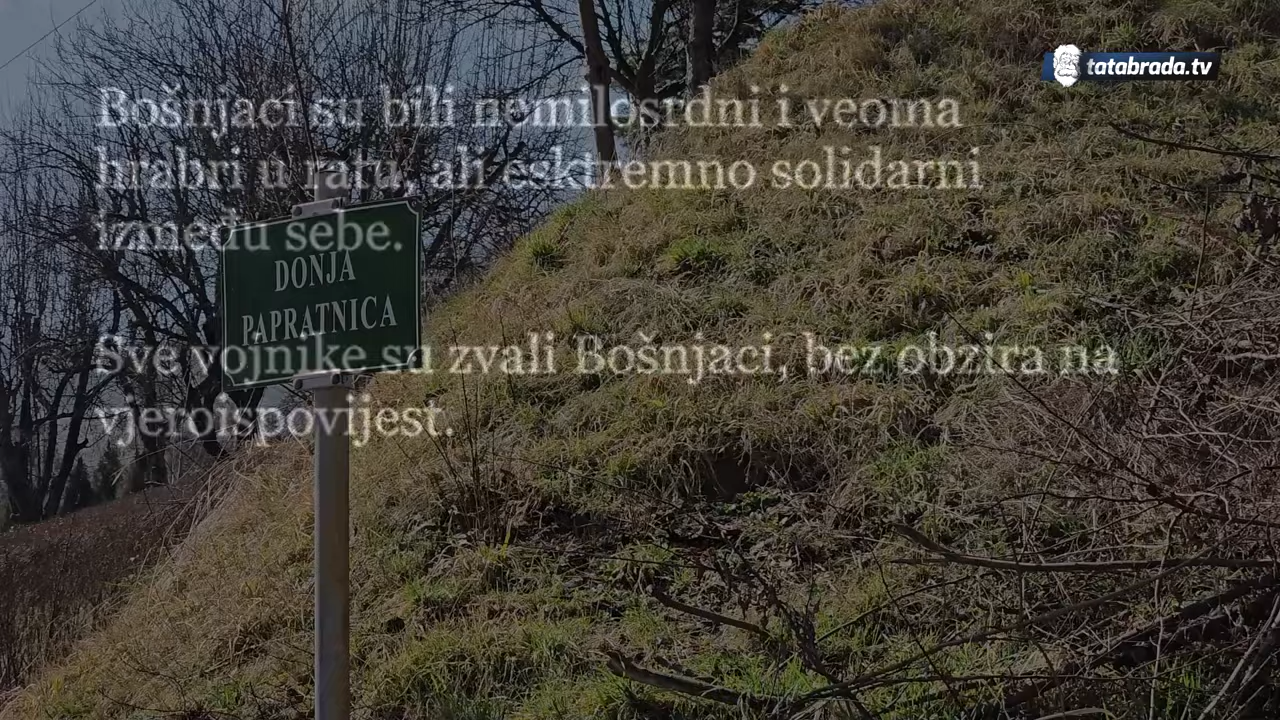 tatabrada.tv
Bošnjaci su bili nemilosrdni i veoma
hrabri u ratu, ali esktremno solidarni
između sebe.
DONJA
PAPRATNICA
Sve vojnike su zvali Bošnjaci, bez obzira na
vjeroispovijest.